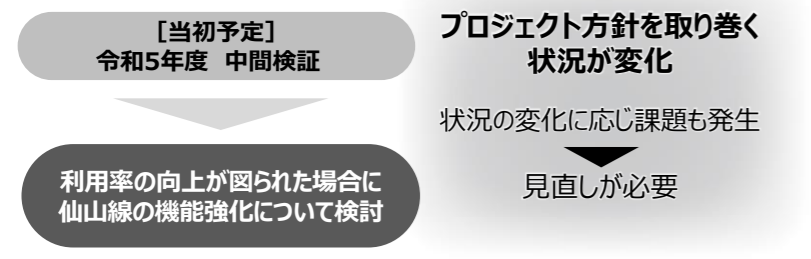 ［当初予定］
令和5年度　中間検証
利用率の向上が図られた場合に
仙山線の機能強化について検討
プロジェクト方針を取り巻く
状況が変化
状況の変化に応じ課題も発生
見直しが必要